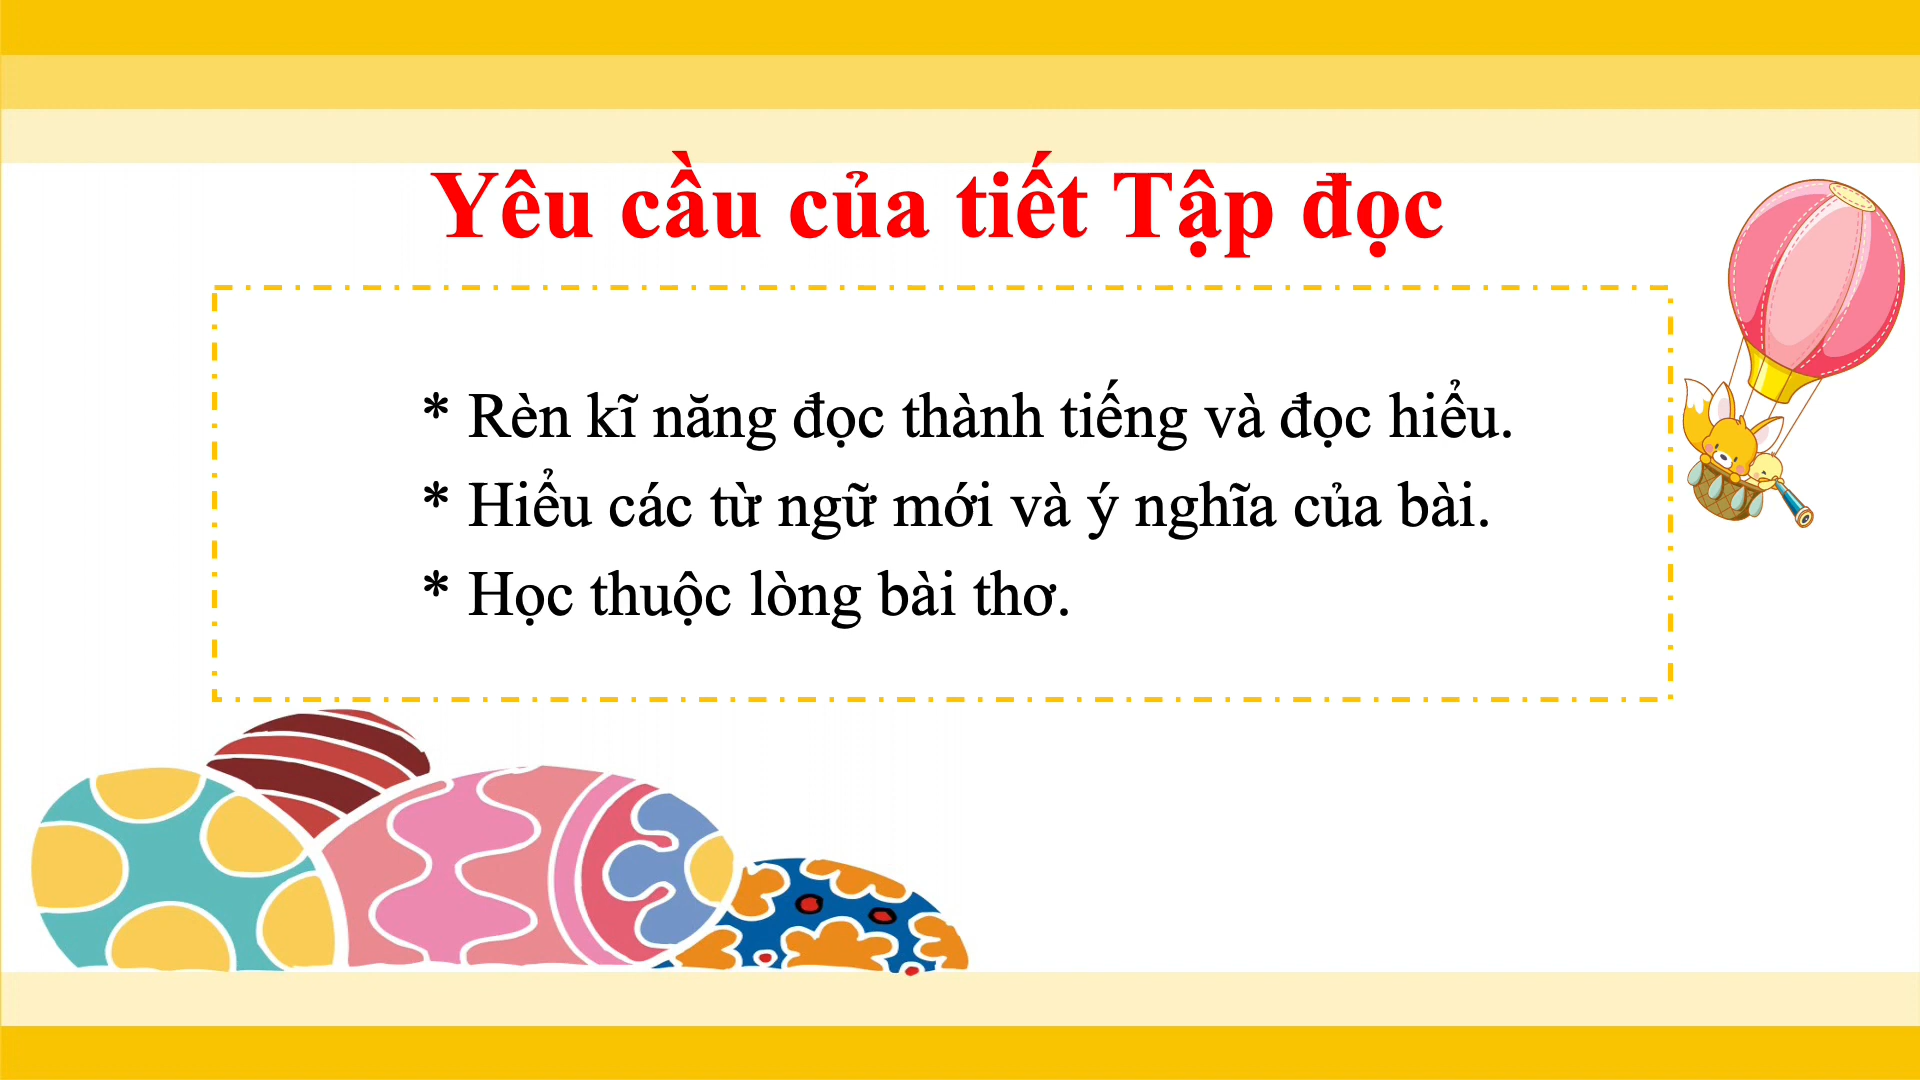 Yêu cầu của tiết Tập đọc
* Rèn kĩ năng đọc thành tiếng và đọc hiểu.
* Hiểu các từ ngữ mới và ý nghĩa của bài.
* Học thuộc lòng bài thơ.